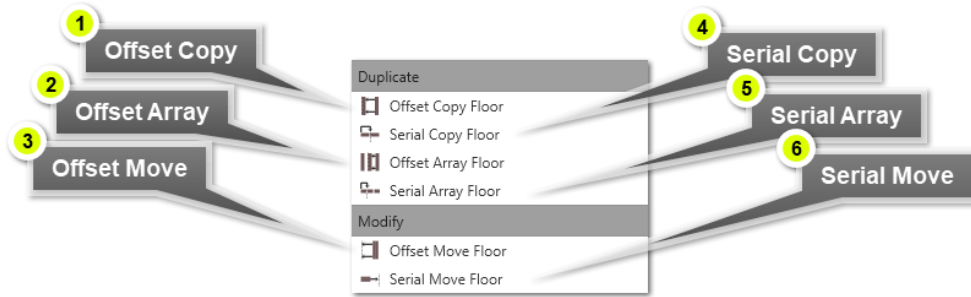 1
Offset Copy
2
Offset Array
3
Offset Move
Duplicate
Offset Copy Floor
Serial Copy Floor
Offset Array Floor
Serial Array Floor
Modify
Offset Move Floor
Serial Move Floor
4
Serial Copy
5
Serial Array
6
Serial Move